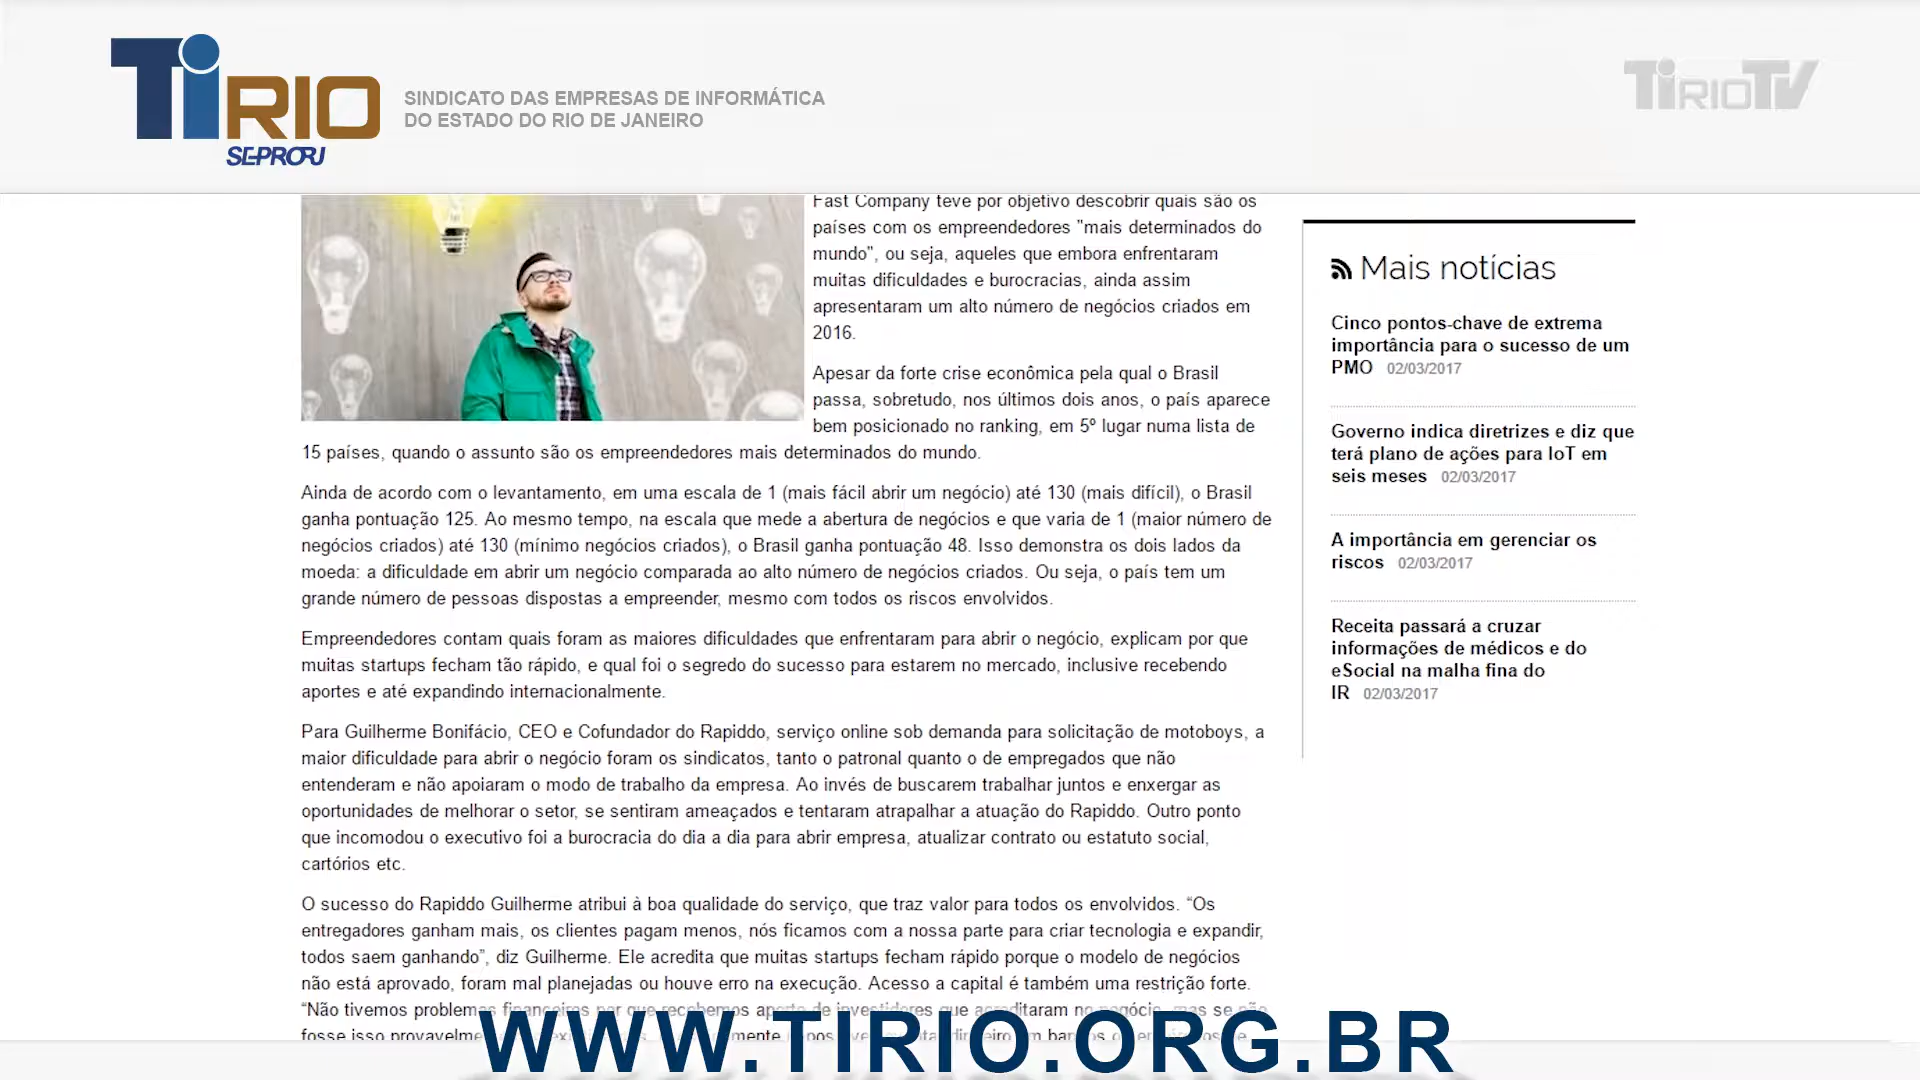 TiRIO
SEPRORJ
SINDICATO DAS EMPRESAS DE INFORMÁTICA
DO ESTADO DO RIO DE JANEIRO
TiRIOTV
Fast Company teve por objetivo descobrir quais são os
países com os empreendedores "mais determinados do
mundo", ou seja, aqueles que embora enfrentaram
muitas dificuldades e burocracias, ainda assim
apresentaram um alto número de negócios criados em
2016.
Apesar da forte crise econômica pela qual o Brasil
passa, sobretudo, nos últimos dois anos, o país aparece
bem posicionado no ranking, em 5º lugar numa lista de
15 países, quando o assunto são os empreendedores mais determinados do mundo.
Ainda de acordo com o levantamento, em uma escala de 1 (mais fácil abrir um negócio) até 130 (mais difícil), o Brasil
ganha pontuação 125. Ao mesmo tempo, na escala que mede a abertura de negócios e que varia de 1 (maior número de
negócios criados) até 130 (mínimo negócios criados), o Brasil ganha pontuação 48. Isso demonstra os dois lados da
moeda: a dificuldade em abrir um negócio comparada ao alto número de negócios criados. Ou seja, o país tem um
grande número de pessoas dispostas a empreender, mesmo com todos os riscos envolvidos.
Empreendedores contam quais foram as maiores dificuldades que enfrentaram para abrir o negócio, explicam por que
muitas startups fecham tão rápido, e qual foi o segredo do sucesso para estarem no mercado, inclusive recebendo
aportes e até expandindo internacionalmente.
Para Guilherme Bonifácio, CEO e Cofundador do Rapiddo, serviço online sob demanda para solicitação de motoboys, a
maior dificuldade para abrir o negócio foram os sindicatos, tanto o patronal quanto o de empregados que não
entenderam e não apoiaram o modo de trabalho da empresa. Ao invés de buscarem trabalhar juntos e enxergar as
oportunidades de melhorar o setor, se sentiram ameaçados e tentaram atrapalhar a atuação do Rapiddo. Outro ponto
que incomodou o executivo foi a burocracia do dia a dia para abrir empresa, atualizar contrato ou estatuto social,
cartórios etc.
O sucesso do Rapiddo Guilherme atribui à boa qualidade do serviço, que traz valor para todos os envolvidos. “Os
entregadores ganham mais, os clientes pagam menos, nós ficamos com a nossa parte para criar tecnologia e expandir,
todos saem ganhando”, diz Guilherme. Ele acredita que muitas startups fecham rápido porque o modelo de negócios
não está aprovado, foram mal planejadas ou houve erro na execução. Acesso a capital é também uma restrição forte.
“Não tivemos problemas financeiros por que recebemos aporte de investidores que acreditaram no negócio, mas se não
fosse isso
Mais notícias
Cinco pontos-chave de extrema
importância para o sucesso de um
PMO 02/03/2017
Governo indica diretrizes e diz que
terá plano de ações para IoT em
seis meses 02/03/2017
A importância em gerenciar os
riscos 02/03/2017
Receita passará a cruzar
informações de médicos e do
eSocial na malha fina do
IR 02/03/2017
WWW.TIRIO.ORG.BR